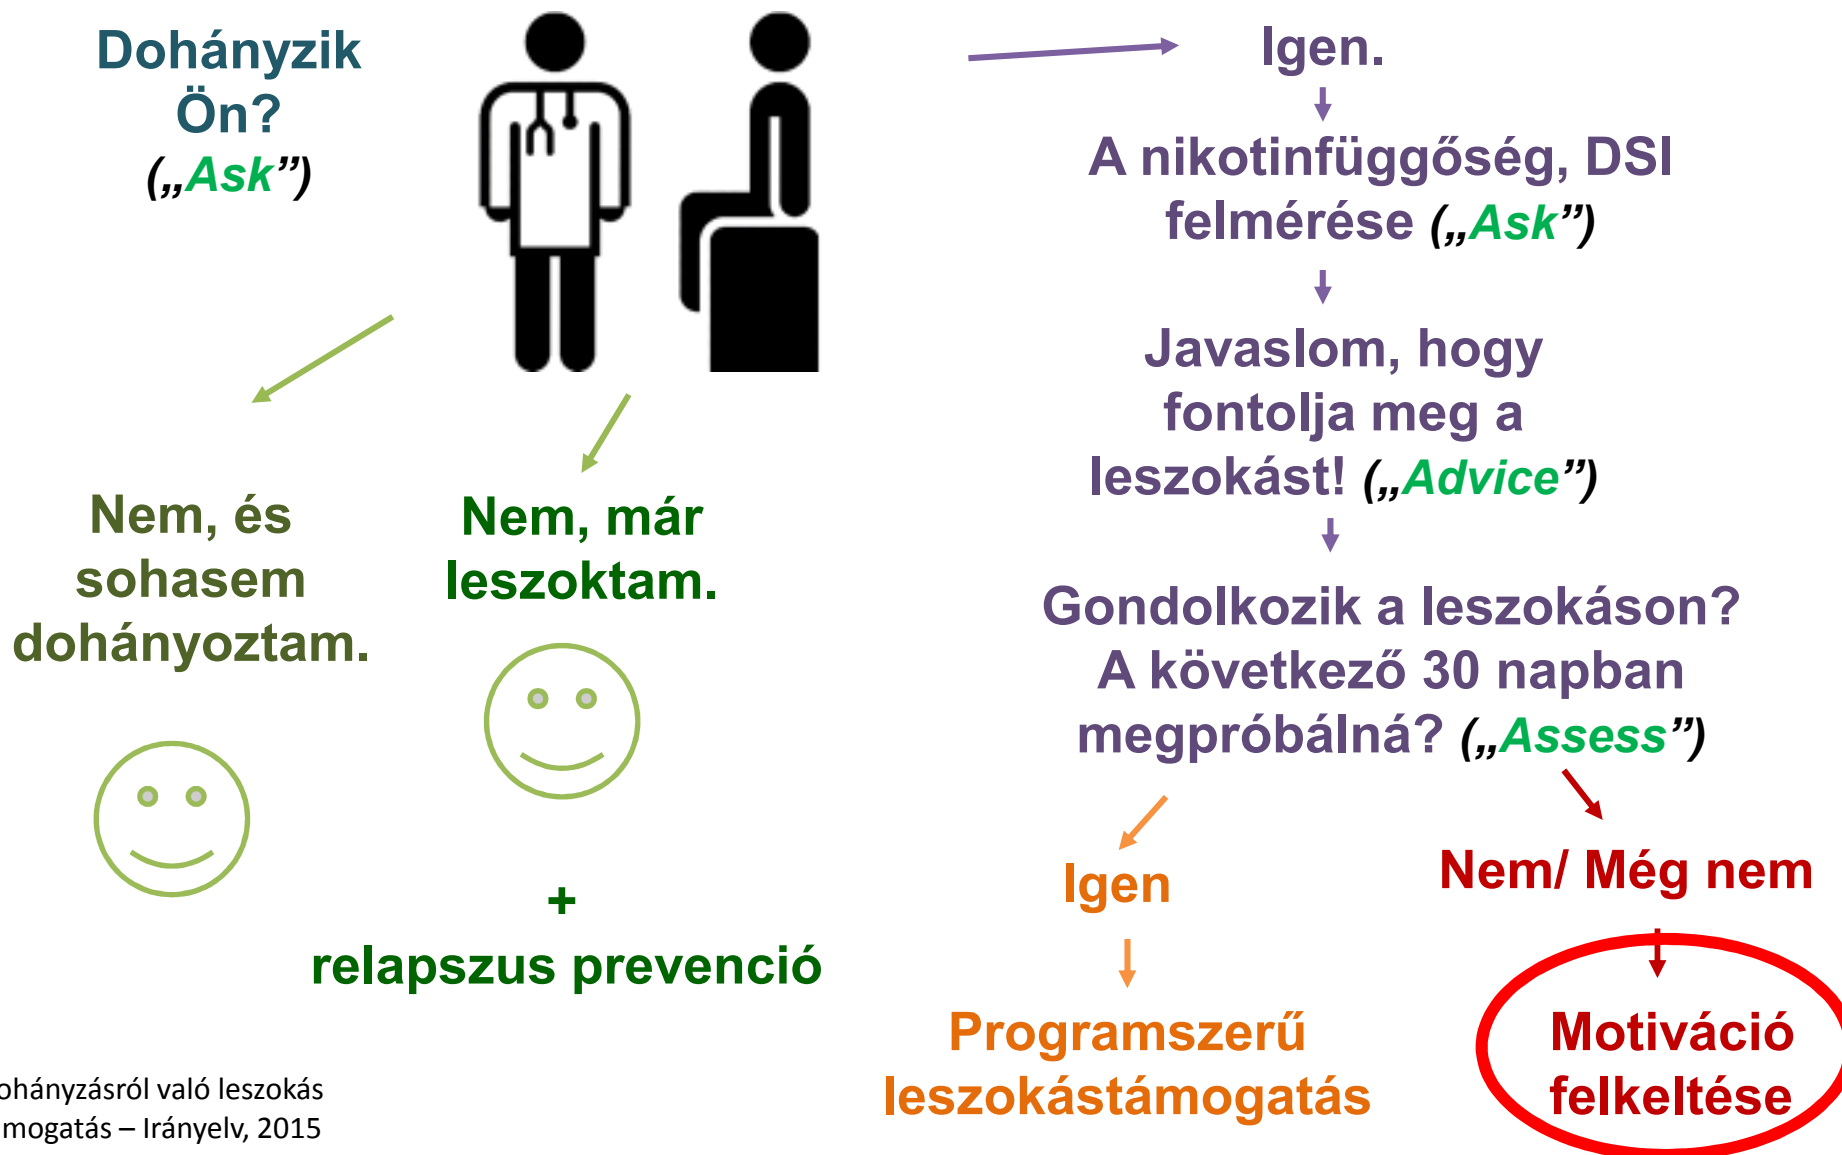 Dohányzik
Ön?
(„Ask”)
Igen.
A nikotinfüggőség, DSI
felmérése („Ask”)
Javaslom, hogy
fontolja meg a
leszokást! („Advice”)
Gondolkozik a leszokáson?
A következő 30 napban
megpróbálná? („Assess”)
Nem, és
sohasem
dohányoztam.
Nem, már
leszoktam.
+
relapszus prevenció
Igen
Programszerű
leszokástámogatás
Nem/ Még nem
Motiváció
felkeltése
ohányzásról való leszokás
mogatás – Irányelv, 2015